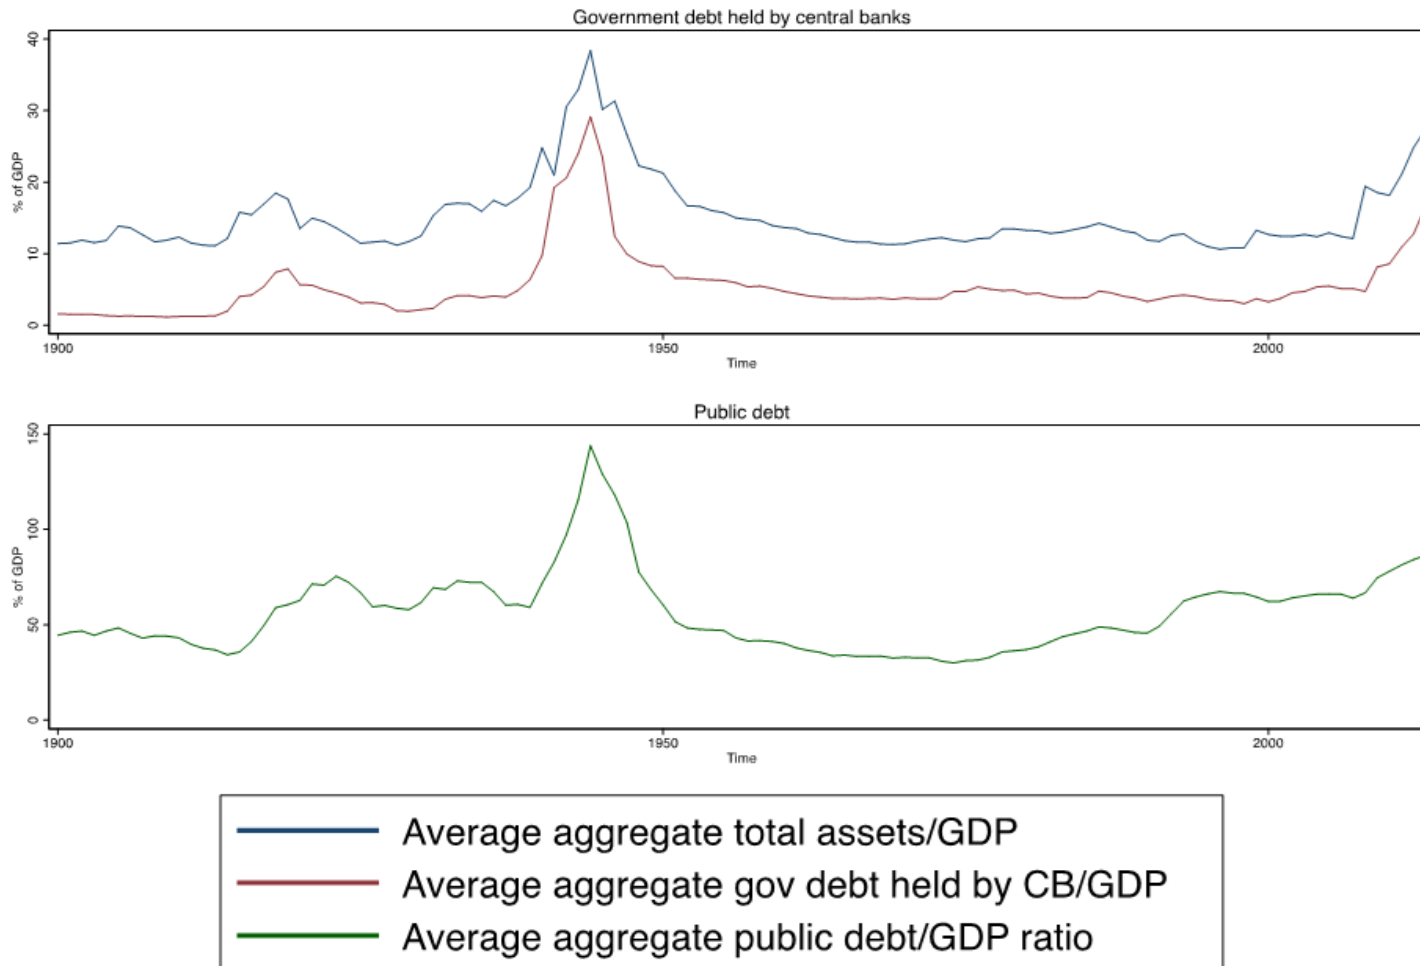 Government debt held by central banks
40
30
20
10
0
% of GDP
1900
1950
2000
Time
Public debt
150
100
50
0
% of GDP
1900
1950
2000
Time
Average aggregate total assets/GDP
Average aggregate gov debt held by CB/GDP
Average aggregate public debt/GDP ratio